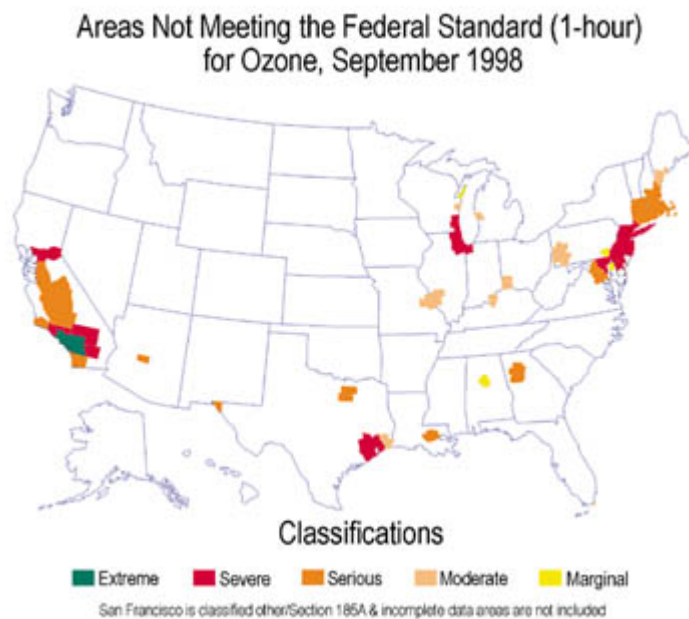 Areas Not Meeting the Federal Standard (1-hour)
for Ozone, September 1998
Classifications
Extreme Severe Serious Moderate Marginal
San Francisco is classified other/Section 185A & incomplete data areas are not included